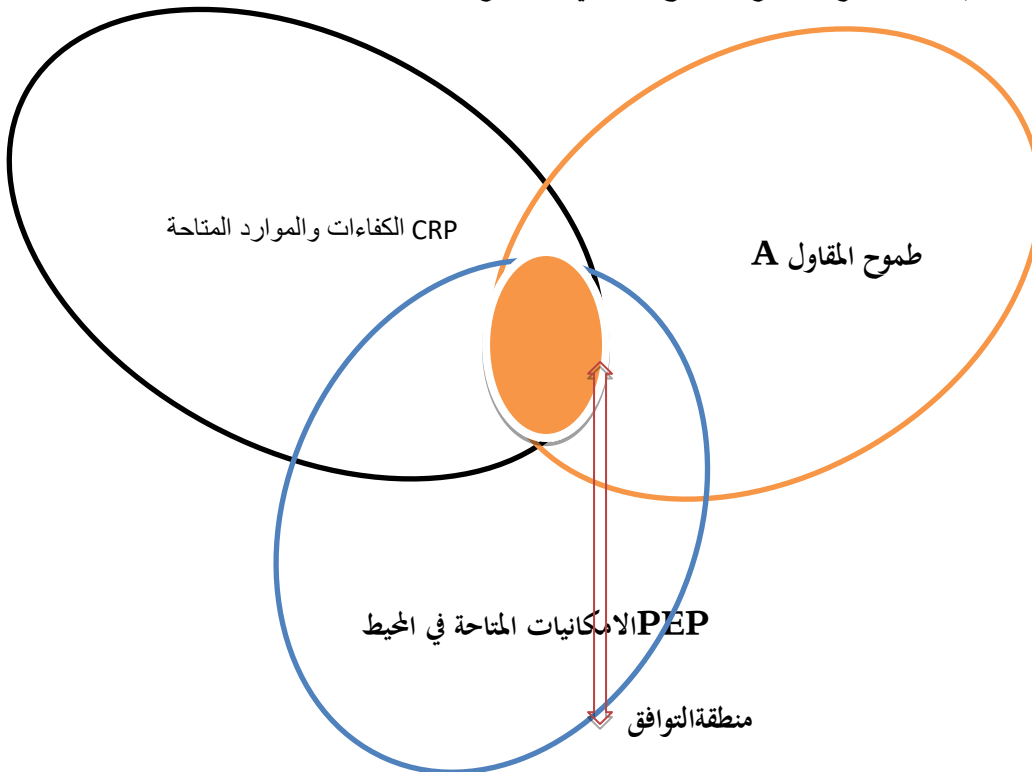 CRP الكفاءات والموارد المتاحة
طموح المقاول A
PEPالامكانيات المتاحة في المحيط
منطقةالتوافق